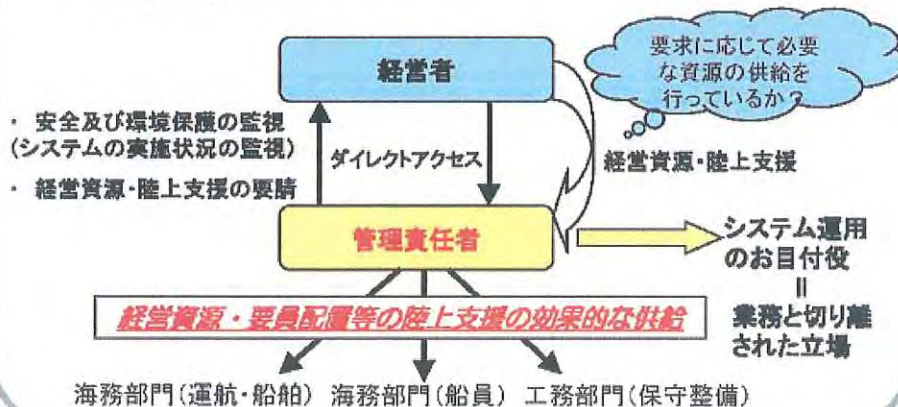 要求に応じて必要
な資源の供給を
行っているか？
経営者
・ 安全及び環境保護の監視
(システムの実施状況の監視)
・ 経営資源・陸上支援の要請
ダイレクトアクセス
経営資源・陸上支援
管理責任者
システム運用
のお目付役
＝
業務と切り離
された立場
経営資源・要員配置等の陸上支援の効果的な供給
海務部門(運航・船舶) 海務部門(船員) 工務部門(保守整備)